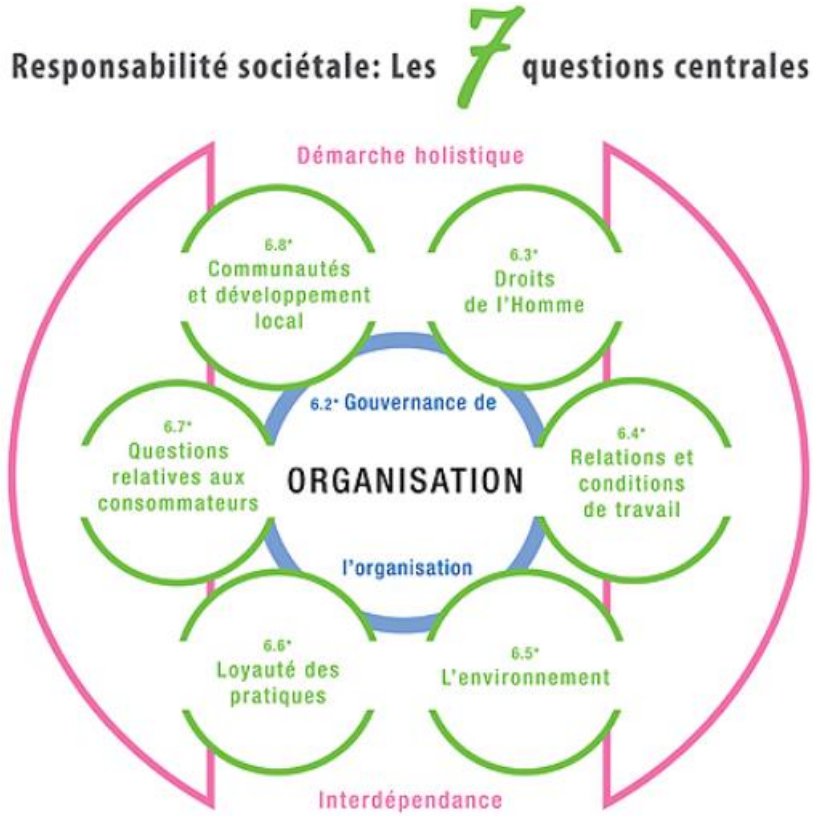 Responsabilité sociétale: Les 7 questions centrales
Démarche holistique
6.8*
Communautés
et développement
local
6.3*
Droits
de l'Homme
6.2* Gouvernance de
6.7*
Questions
relatives aux
consommateurs
ORGANISATION
6.4*
Relations et
conditions
de travail
l'organisation
6.6*
Loyauté des
pratiques
6.5*
L'environnement
Interdépendance